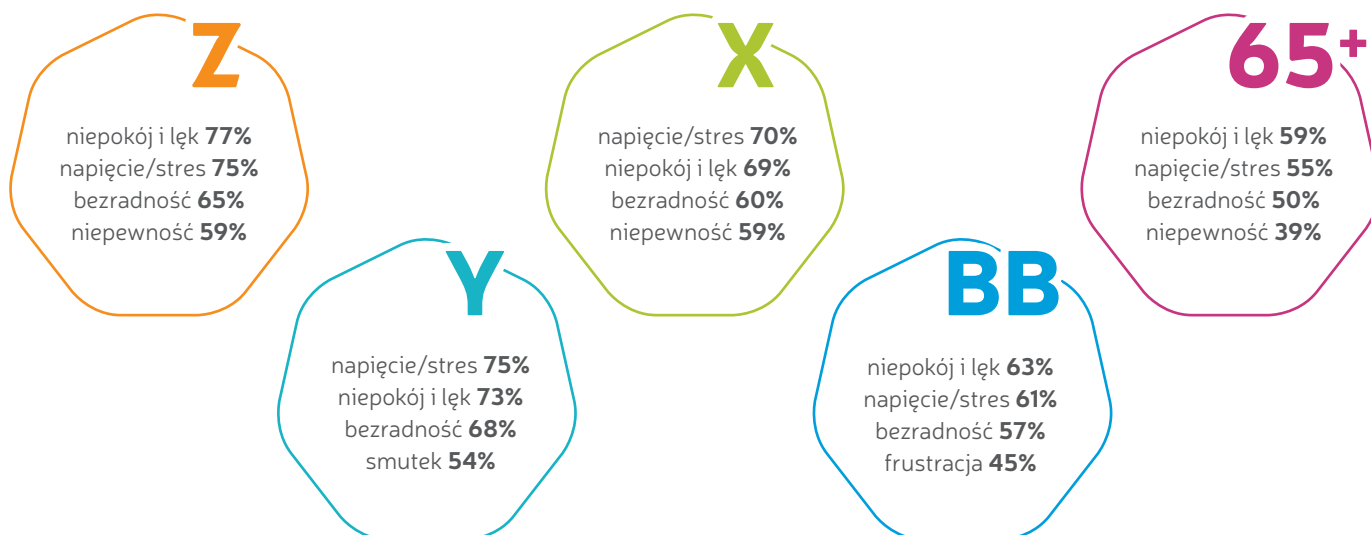 Z
niepokój i lęk 77%
napięcie/stres 75%
bezradność 65%
niepewność 59%
Y
napięcie/stres 75%
niepokój i lęk 73%
bezradność 68%
smutek 54%
X
napięcie/stres 70%
niepokój i lęk 69%
bezradność 60%
niepewność 59%
BB
niepokój i lęk 63%
napięcie/stres 61%
bezradność 57%
frustracja 45%
65+
niepokój i lęk 59%
napięcie/stres 55%
bezradność 50%
niepewność 39%